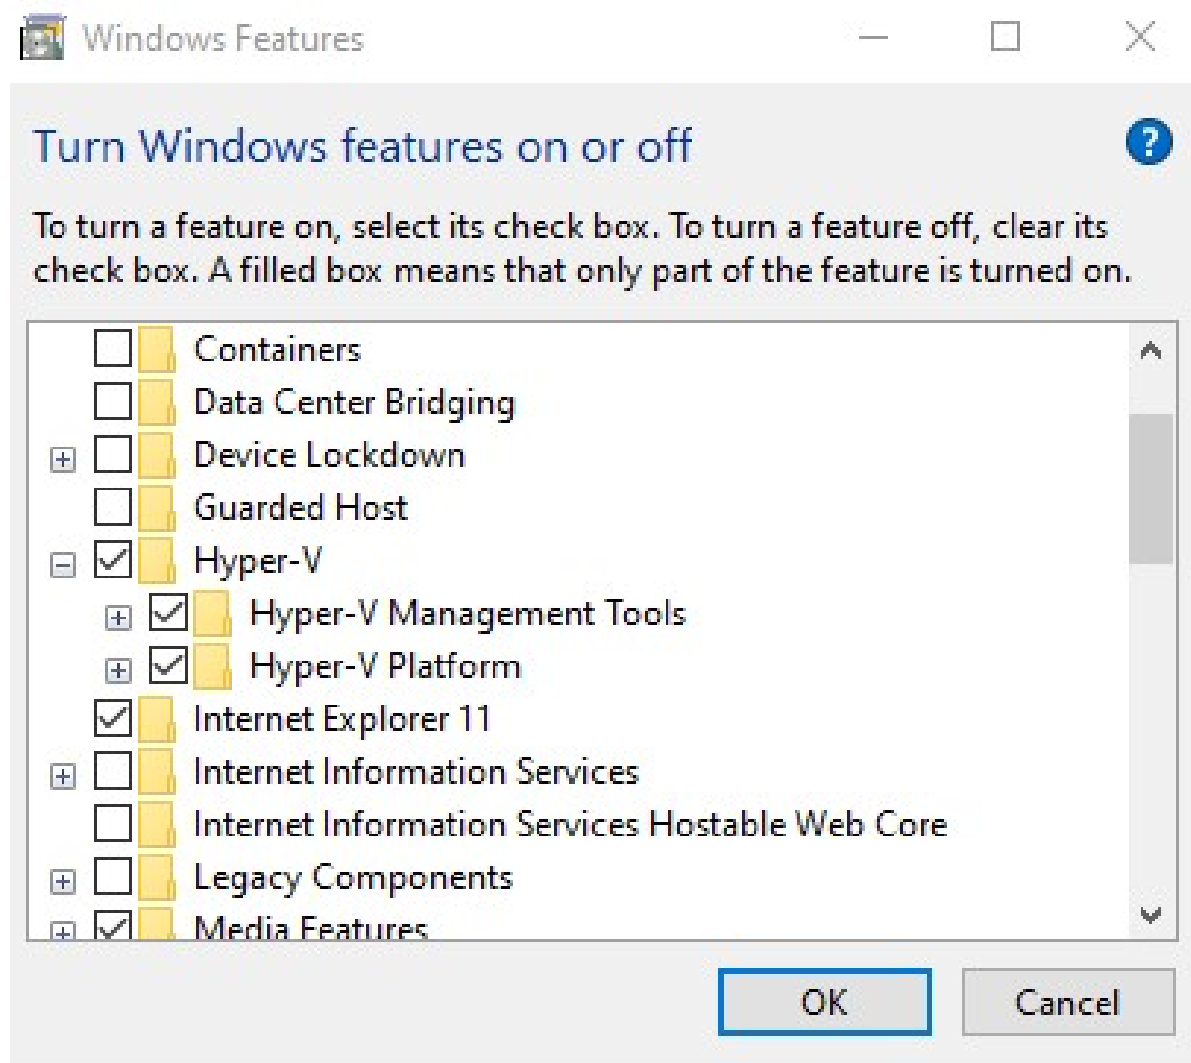 Windows Features
Turn Windows features on or off
?
To turn a feature on, select its check box. To turn a feature off, clear its
check box. A filled box means that only part of the feature is turned on.
Containers
Data Center Bridging
Device Lockdown
Guarded Host
Hyper-V
Hyper-V Management Tools
Hyper-V Platform
Internet Explorer 11
Internet Information Services
Internet Information Services Hostable Web Core
Legacy Components
Media Features
OK Cancel